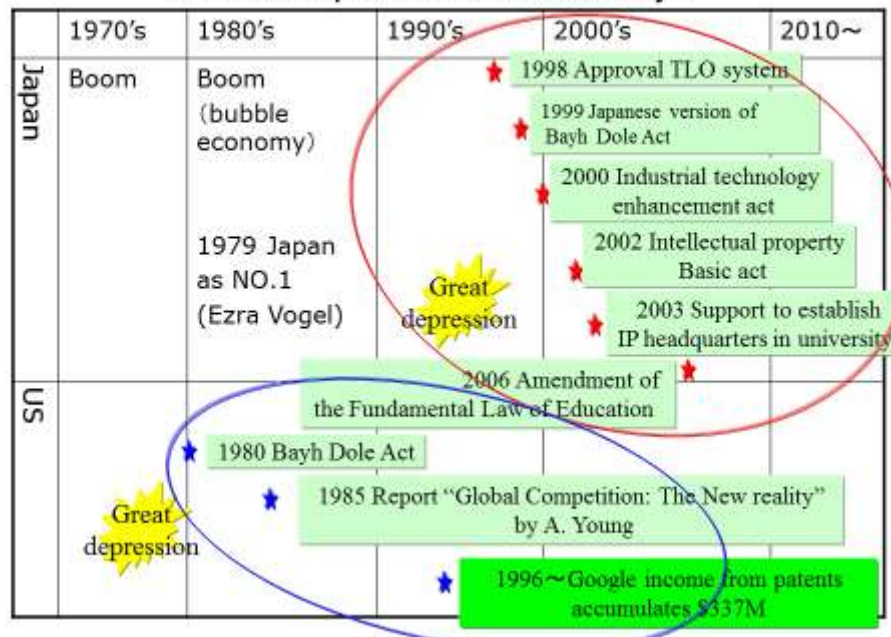 1970's 1980's 1990's 2000's 2010～
Japan
Boom
Boom
(bubble
economy)
1979 Japan
as NO.1
(Ezra Vogel)
Great
depression
1998 Approval TLO system
1999 Japanese version of
Bayh Dole Act
2000 Industrial technology
enhancement act
2002 Intellectual property
Basic act
2003 Support to establish
IP headquarters in university
2006 Amendment of
the Fundamental Law of Education
US
Great
depression
1980 Bayh Dole Act
1985 Report “Global Competition: The New reality”
by A. Young
1996～Google income from patents
accumulates $337M